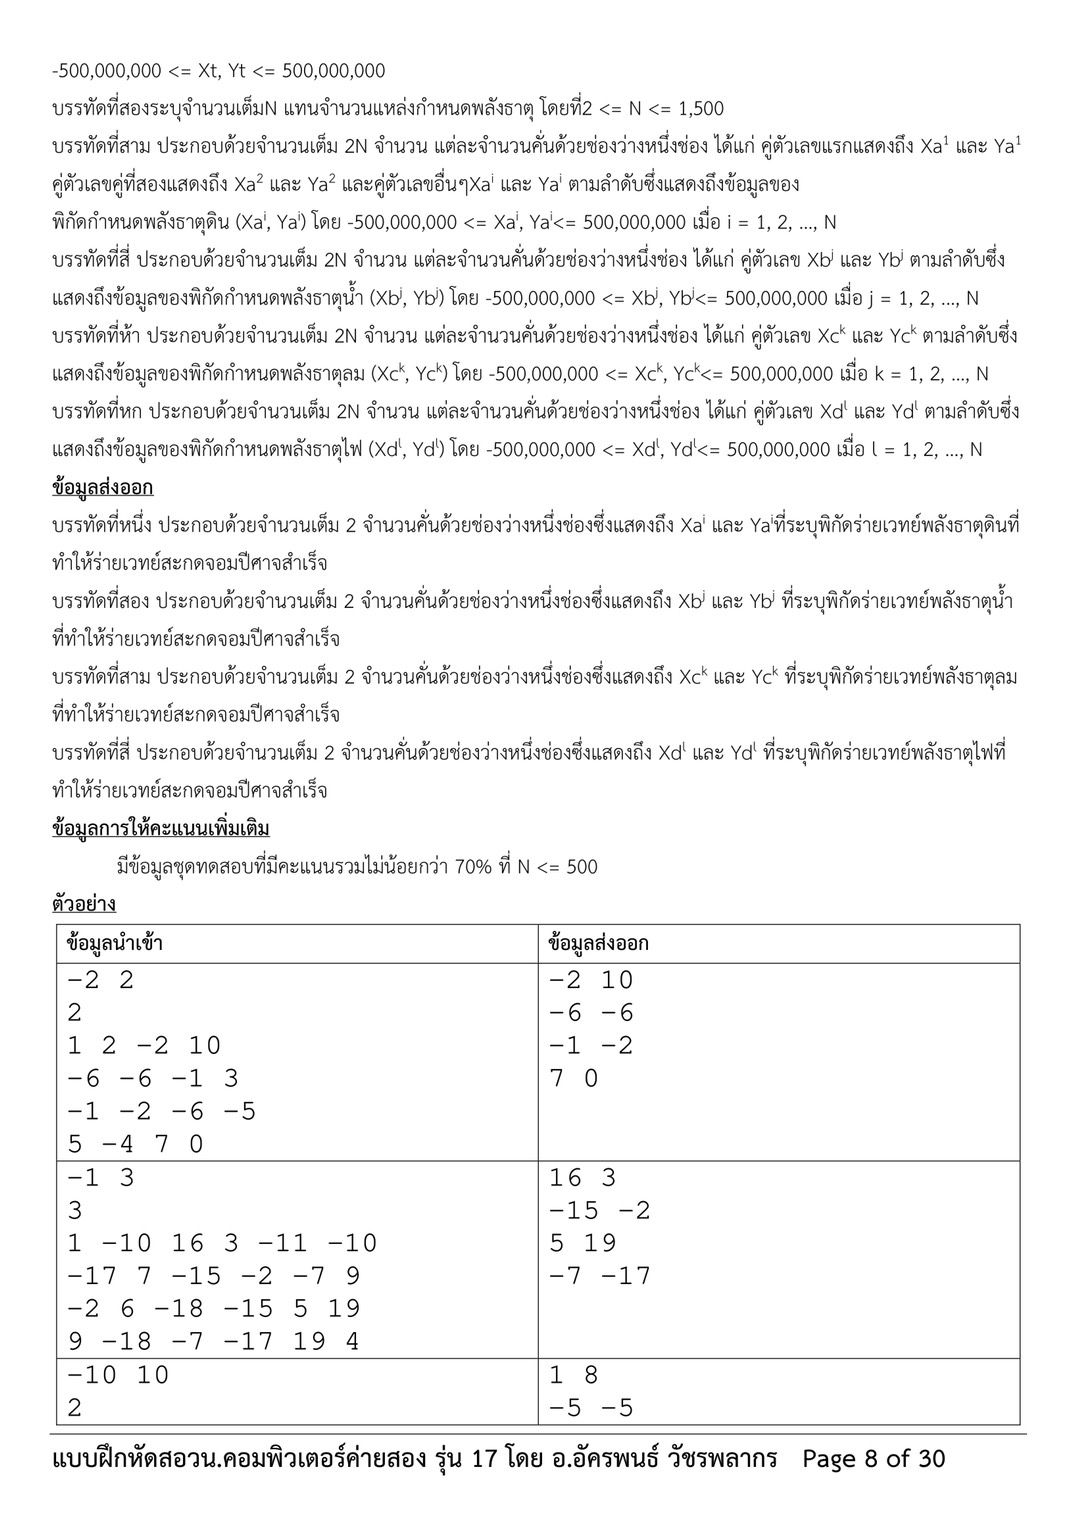 -500,000,000 <= Xt, Yt <= 500,000,000
บรรทัดที่สองระบุจำนวนเต็มN แทนจำนวนแหล่งกำหนดพลังธาตุ โดยที่2 <= N <= 1,500
บรรทัดที่สาม ประกอบด้วยจำนวนเต็ม 2N จำนวน แต่ละจำนวนคั่นด้วยช่องว่างหนึ่งช่อง ได้แก่ คู่ตัวเลขแรกแสดงถึง Xa¹ และ Ya¹
คู่ตัวเลขคู่ที่สองแสดงถึง Xa² และ Ya² และคู่ตัวเลขอื่นๆXaⁱ และ Yaⁱ ตามลำดับซึ่งแสดงถึงข้อมูลของ
พิกัดกำหนดพลังธาตุดิน (Xaⁱ, Yaⁱ) โดย -500,000,000 <= Xaⁱ, Yaⁱ<= 500,000,000 เมื่อ i = 1, 2, ..., N
บรรทัดที่สี่ ประกอบด้วยจำนวนเต็ม 2N จำนวน แต่ละจำนวนคั่นด้วยช่องว่างหนึ่งช่อง ได้แก่ คู่ตัวเลข Xbʲ และ Ybʲ ตามลำดับซึ่ง
แสดงถึงข้อมูลของพิกัดกำหนดพลังธาตุน้ำ (Xbʲ, Ybʲ) โดย -500,000,000 <= Xbʲ, Ybʲ<= 500,000,000 เมื่อ j = 1, 2, ..., N
บรรทัดที่ห้า ประกอบด้วยจำนวนเต็ม 2N จำนวน แต่ละจำนวนคั่นด้วยช่องว่างหนึ่งช่อง ได้แก่ คู่ตัวเลข Xcᵏ และ Ycᵏ ตามลำดับซึ่ง
แสดงถึงข้อมูลของพิกัดกำหนดพลังธาตุลม (Xcᵏ, Ycᵏ) โดย -500,000,000 <= Xcᵏ, Ycᵏ<= 500,000,000 เมื่อ k = 1, 2, ..., N
บรรทัดที่หก ประกอบด้วยจำนวนเต็ม 2N จำนวน แต่ละจำนวนคั่นด้วยช่องว่างหนึ่งช่อง ได้แก่ คู่ตัวเลข Xdˡ และ Ydˡ ตามลำดับซึ่ง
แสดงถึงข้อมูลของพิกัดกำหนดพลังธาตุไฟ (Xdˡ, Ydˡ) โดย -500,000,000 <= Xdˡ, Ydˡ<= 500,000,000 เมื่อ l = 1, 2, ..., N
ข้อมูลส่งออก
บรรทัดที่หนึ่ง ประกอบด้วยจำนวนเต็ม 2 จำนวนคั่นด้วยช่องว่างหนึ่งช่องซึ่งแสดงถึง Xaⁱ และ Yaⁱที่ระบุพิกัดร่ายเวทย์พลังธาตุดินที่
ทำให้ร่ายเวทย์สะกดจอมปีศาจสำเร็จ
บรรทัดที่สอง ประกอบด้วยจำนวนเต็ม 2 จำนวนคั่นด้วยช่องว่างหนึ่งช่องซึ่งแสดงถึง Xbʲ และ Ybʲ ที่ระบุพิกัดร่ายเวทย์พลังธาตุน้ำ
ที่ทำให้ร่ายเวทย์สะกดจอมปีศาจสำเร็จ
บรรทัดที่สาม ประกอบด้วยจำนวนเต็ม 2 จำนวนคั่นด้วยช่องว่างหนึ่งช่องซึ่งแสดงถึง Xcᵏ และ Ycᵏ ที่ระบุพิกัดร่ายเวทย์พลังธาตุลม
ที่ทำให้ร่ายเวทย์สะกดจอมปีศาจสำเร็จ
บรรทัดที่สี่ ประกอบด้วยจำนวนเต็ม 2 จำนวนคั่นด้วยช่องว่างหนึ่งช่องซึ่งแสดงถึง Xdˡ และ Ydˡ ที่ระบุพิกัดร่ายเวทย์พลังธาตุไฟที่
ทำให้ร่ายเวทย์สะกดจอมปีศาจสำเร็จ
ข้อมูลการให้คะแนนเพิ่มเติม
มีข้อมูลชุดทดสอบที่มีคะแนนรวมไม่น้อยกว่า 70% ที่ N <= 500
ตัวอย่าง
ข้อมูลนำเข้า
ข้อมูลส่งออก
-2 2
2
1 2 -2 10
-6 -6 -1 3
-1 -2 -6 -5
5 -4 7 0
-2 10
-6 -6
-1 -2
7 0
-1 3
3
1 -10 16 3 -11 -10
-17 7 -15 -2 -7 9
-2 6 -18 -15 5 19
9 -18 -7 -17 19 4
16 3
-15 -2
5 19
-7 -17
-10 10
2
1 8
-5 -5
แบบฝึกหัดสอวน.คอมพิวเตอร์ค่ายสอง รุ่น 17 โดย อ.อัครพนธ์ วัชรพลากร Page 8 of 30